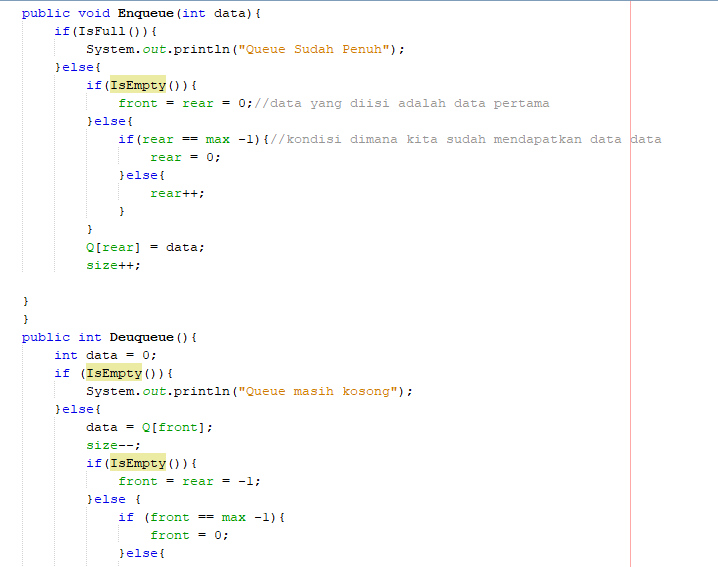 public void Enqueue(int data){
    if(IsFull()){
        System.out.println("Queue Sudah Penuh");
    }else{
        if(IsEmpty()){
            front = rear = 0;//data yang diisi adalah data pertama
        }else{
            if(rear == max -1){//kondisi dimana kita sudah mendapatkan data data
                rear = 0;
            }else{
                rear++;
            }
        }
        Q[rear] = data;
        size++;
}
}
public int Deuqueue(){
    int data = 0;
    if (IsEmpty()){
        System.out.println("Queue masih kosong");
    }else{
        data = Q[front];
        size--;
        if(IsEmpty()){
            front = rear = -1;
        }else {
            if (front == max -1){
                front = 0;
            }else{